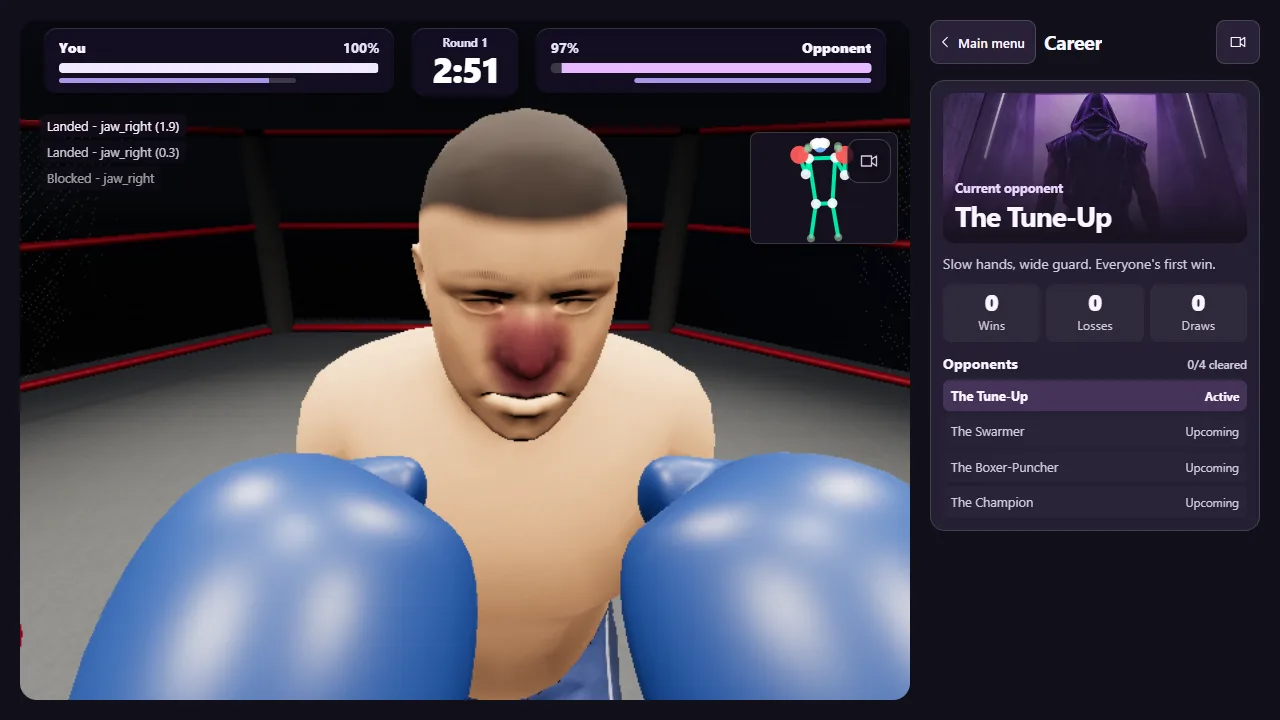 You 100%
Round 1
2:51
97% Opponent
Landed - jaw_right (1.9)
Landed - jaw_right (0.3)
Blocked - jaw_right
Main menu
Career
Current opponent
The Tune-Up
Slow hands, wide guard. Everyone's first win.
0 0 0
Wins Losses Draws
Opponents 0/4 cleared
The Tune-Up Active
The Swarmer Upcoming
The Boxer-Puncher Upcoming
The Champion Upcoming